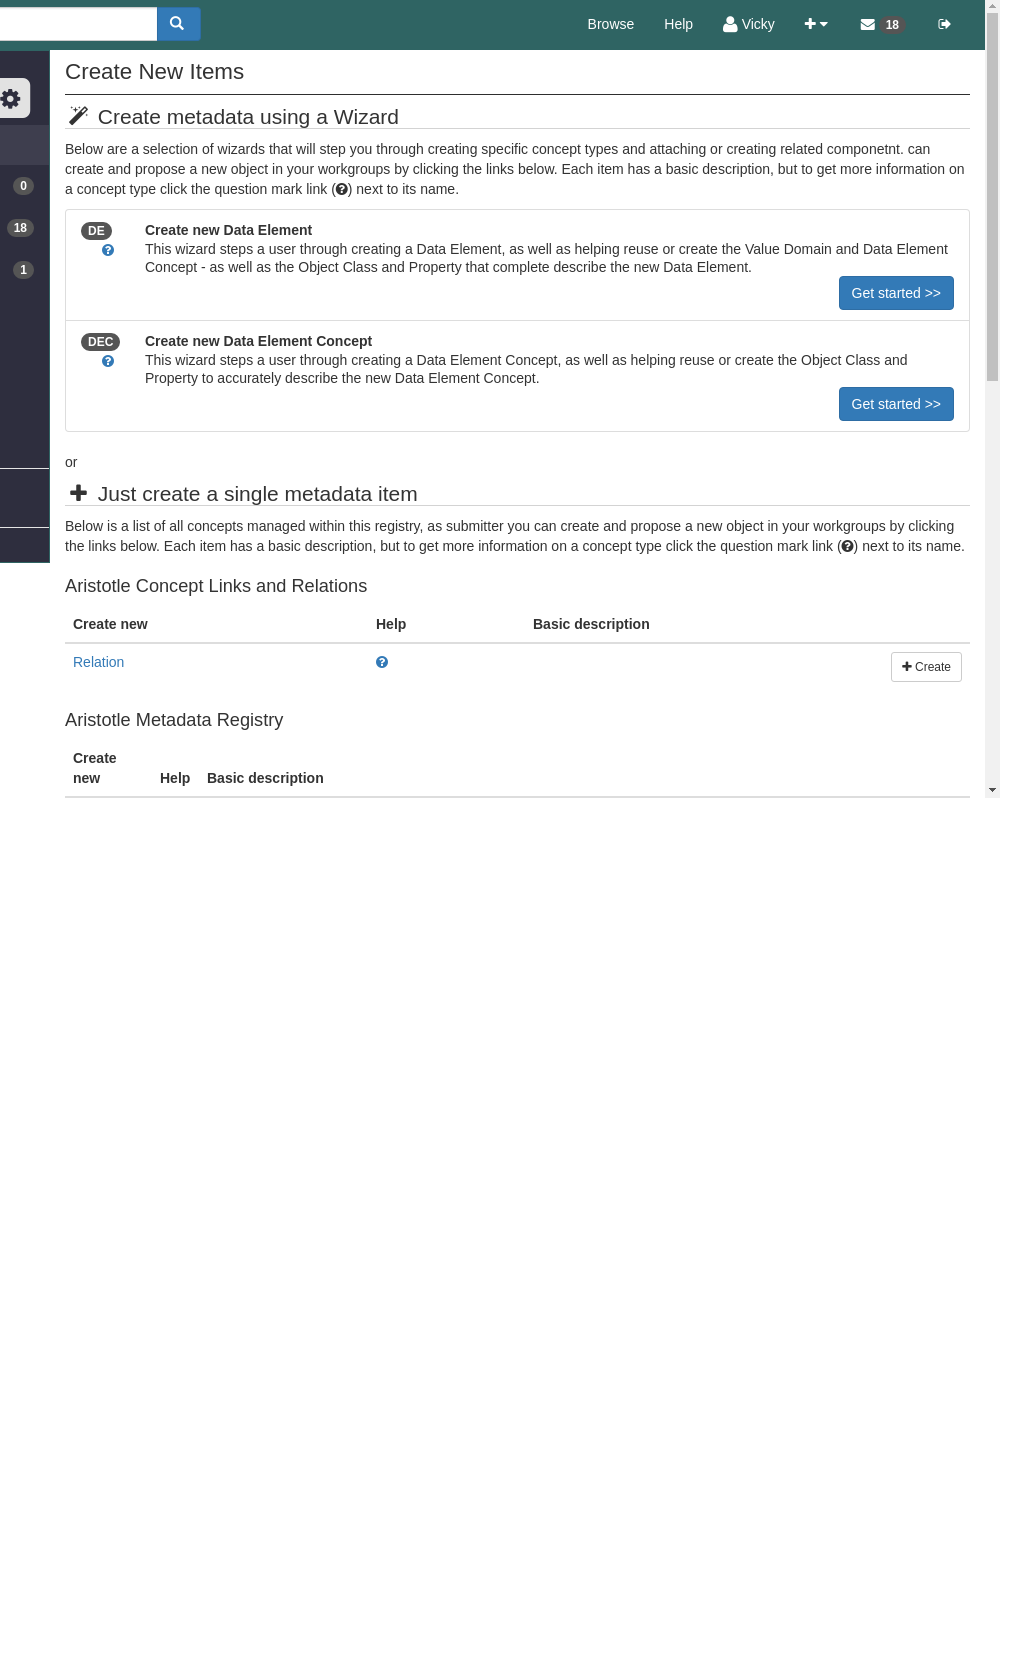 Browse Help Vicky 18
Create New Items
0
18
1
Create metadata using a Wizard
Below are a selection of wizards that will step you through creating specific concept types and attaching or creating related componetnt. can
create and propose a new object in your workgroups by clicking the links below. Each item has a basic description, but to get more information on
a concept type click the question mark link (?) next to its name.
DE Create new Data Element
? This wizard steps a user through creating a Data Element, as well as helping reuse or create the Value Domain and Data Element
Concept - as well as the Object Class and Property that complete describe the new Data Element.
Get started >>
DEC Create new Data Element Concept
? This wizard steps a user through creating a Data Element Concept, as well as helping reuse or create the Object Class and
Property to accurately describe the new Data Element Concept.
Get started >>
or
Just create a single metadata item
Below is a list of all concepts managed within this registry, as submitter you can create and propose a new object in your workgroups by clicking
the links below. Each item has a basic description, but to get more information on a concept type click the question mark link (?) next to its name.
Aristotle Concept Links and Relations
Create new Help Basic description
Relation ? Create
Aristotle Metadata Registry
Create
new Help Basic description